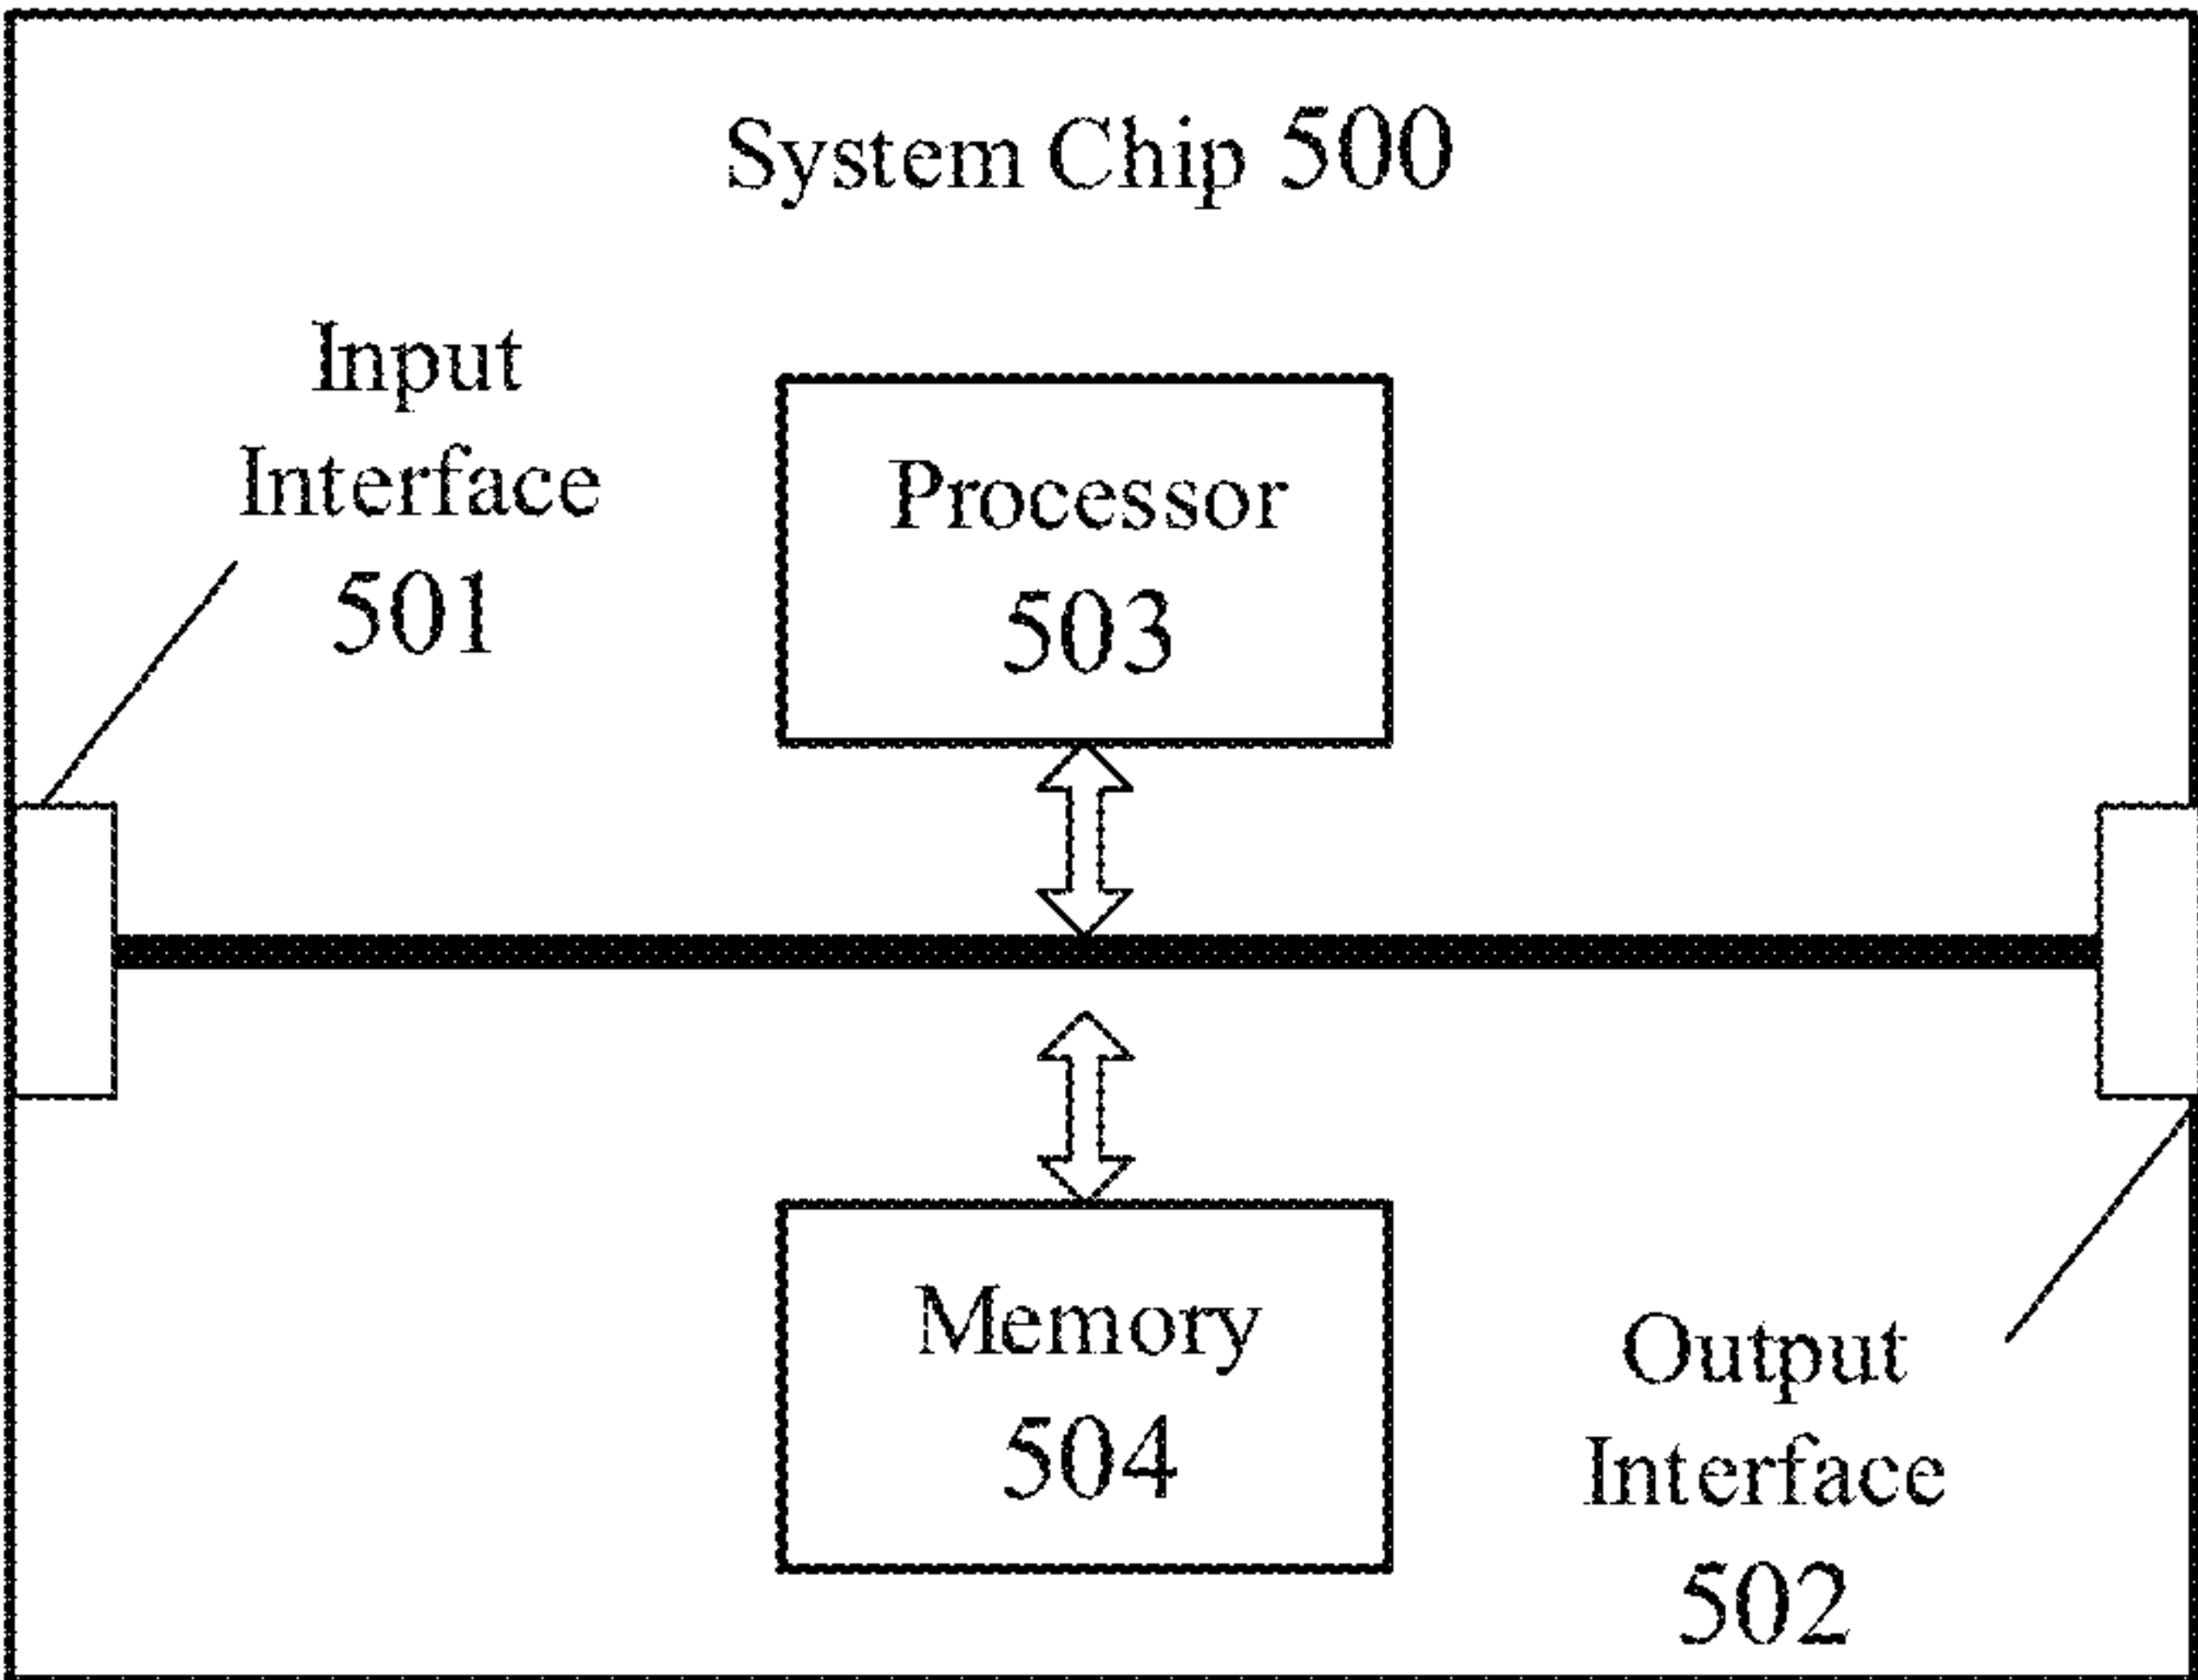 System Chip 500
Input
Interface
501
Processor
503
Memory
504
Output
Interface
502